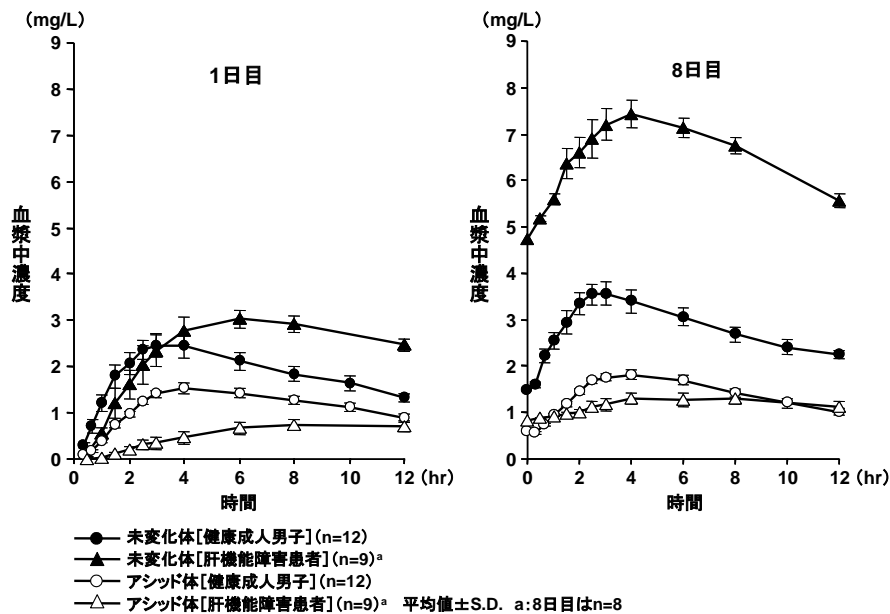 (mg/L)
9
8
7
6
5
4
3
2
1
0
血漿中濃度
1日目
0 2 4 6 8 10 12 (hr)
時間
(mg/L)
9
8
7
6
5
4
3
2
1
0
血漿中濃度
8日目
0 2 4 6 8 10 12 (hr)
時間
未変化体[健康成人男子](n=12)
未変化体[肝機能障害患者](n=9)ᵃ
アシッド体[健康成人男子](n=12)
アシッド体[肝機能障害患者](n=9)ᵃ 平均値±S.D. a:8日目はn=8